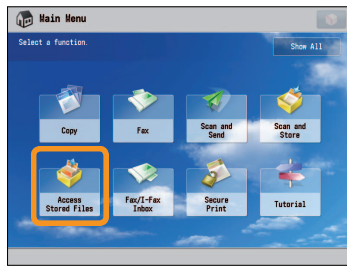 Main Menu
Select a function.
Show All
Copy
Fax
Scan and
Send
Scan and
Store
Access
Stored Files
Fax/I-Fax
Inbox
Secure
Print
Tutorial